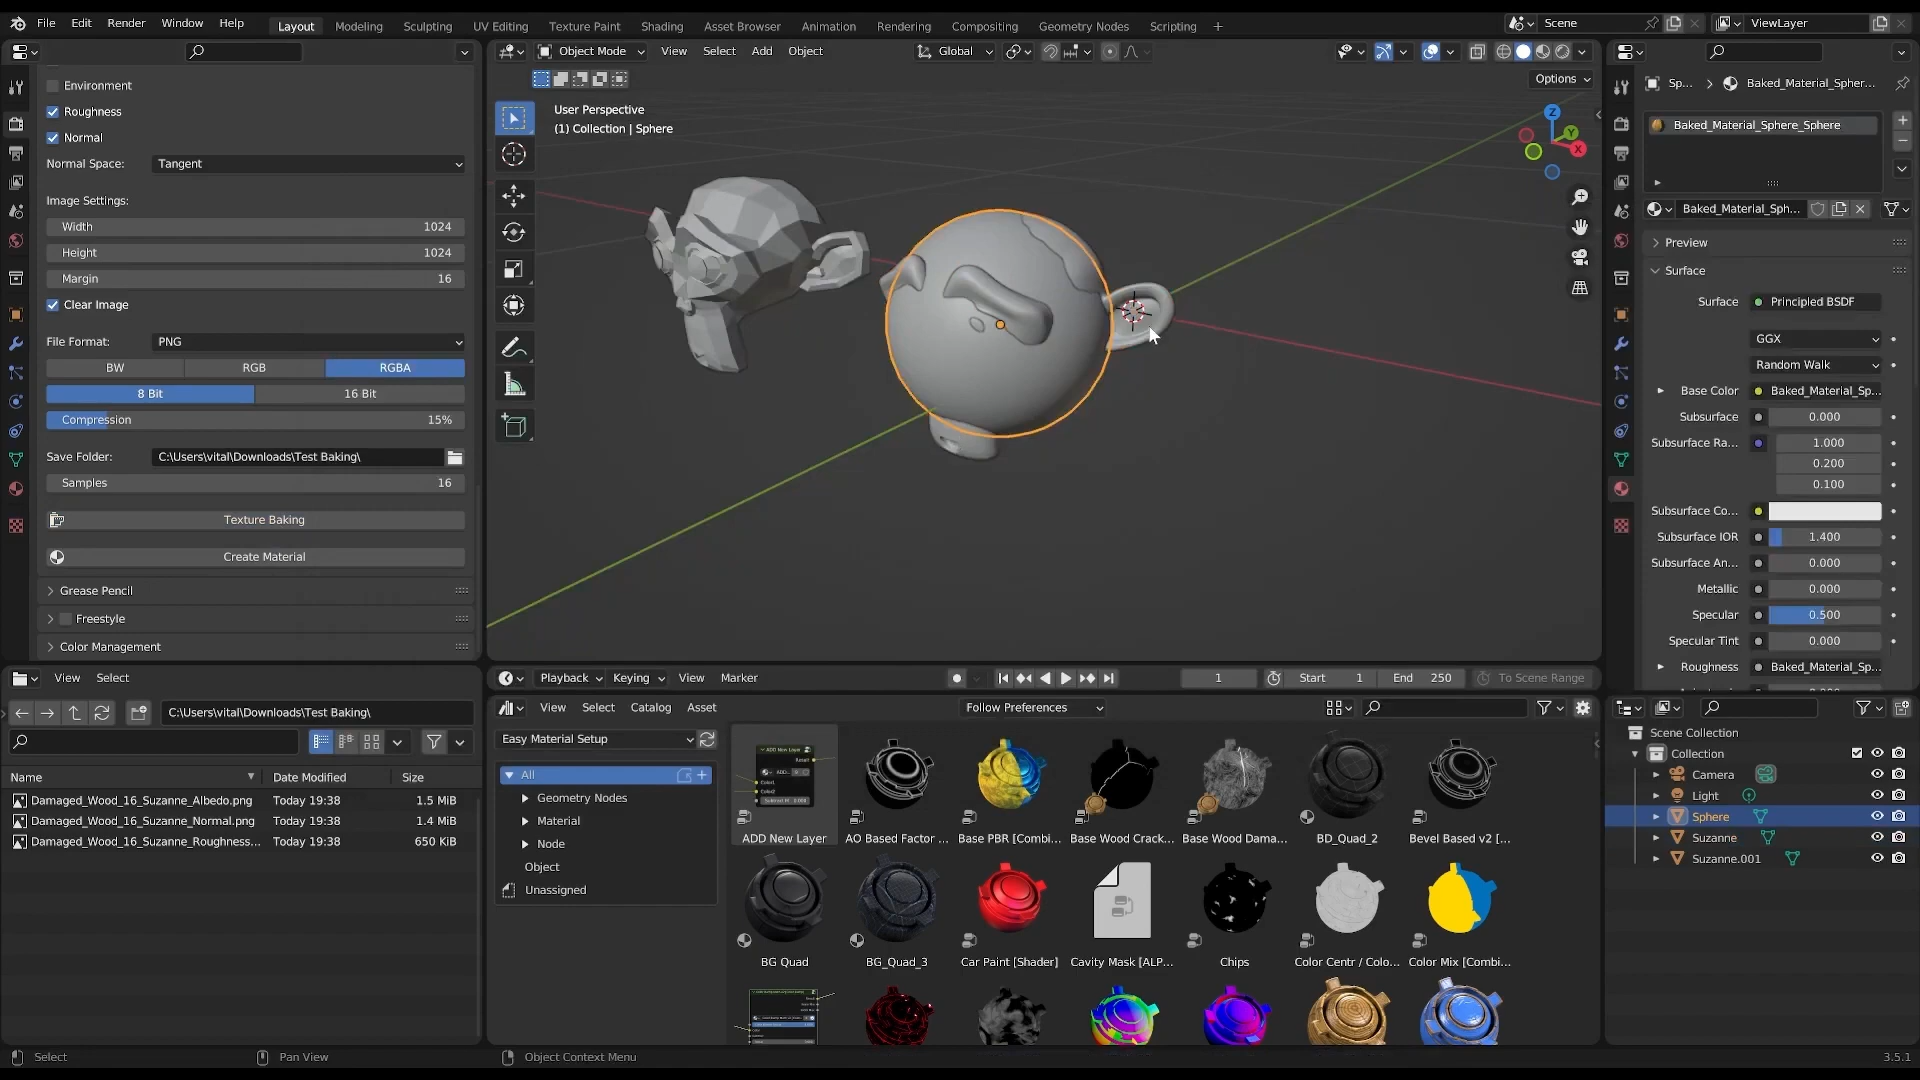 File Edit Render Window Help Layout Modeling Sculpting UV Editing Texture Paint Shading Asset Browser Animation Rendering Compositing Geometry Nodes Scripting + Scene ViewLayer
Object Mode View Select Add Object Global
Options
Environment
Roughness
Normal
Normal Space: Tangent
Image Settings:
Width 1024
Height 1024
Margin 16
Clear Image
File Format: PNG
BW RGB RGBA
8 Bit 16 Bit
Compression 15%
Save Folder: C:\Users\vital\Downloads\Test Baking\
Samples 16
Texture Baking
Create Material
Grease Pencil
Freestyle
Color Management
User Perspective
(1) Collection | Sphere
Z
Y
X
Sp... Baked_Material_Spher...
Baked_Material_Sphere_Sphere
Baked_Material_Sph...
Preview
Surface
Surface Principled BSDF
GGX
Random Walk
Base Color Baked_Material_Sp...
Subsurface 0.000
Subsurface Ra... 1.000
0.200
0.100
Subsurface Co...
Subsurface IOR 1.400
Subsurface An... 0.000
Metallic 0.000
Specular 0.500
Specular Tint 0.000
Roughness Baked_Material_Sp...
View Select
C:\Users\vital\Downloads\Test Baking\
Name Date Modified Size
Damaged_Wood_16_Suzanne_Albedo.png Today 19:38 1.5 MiB
Damaged_Wood_16_Suzanne_Normal.png Today 19:38 1.4 MiB
Damaged_Wood_16_Suzanne_Roughness... Today 19:38 650 KiB
Playback Keying View Marker 1 Start 1 End 250 To Scene Range
View Select Catalog Asset Follow Preferences
Easy Material Setup
All
Geometry Nodes
Material
Node
Object
Unassigned
ADD New Layer AO Based Factor ... Base PBR [Combi... Base Wood Crack... Base Wood Dama... BD_Quad_2 Bevel Based v2 [...
BG Quad BG_Quad_3 Car Paint [Shader] Cavity Mask [ALP... Chips Color Centr / Colo... Color Mix [Combi...
Scene Collection
Collection
Camera
Light
Sphere
Suzanne
Suzanne.001
Select Pan View Object Context Menu 3.5.1